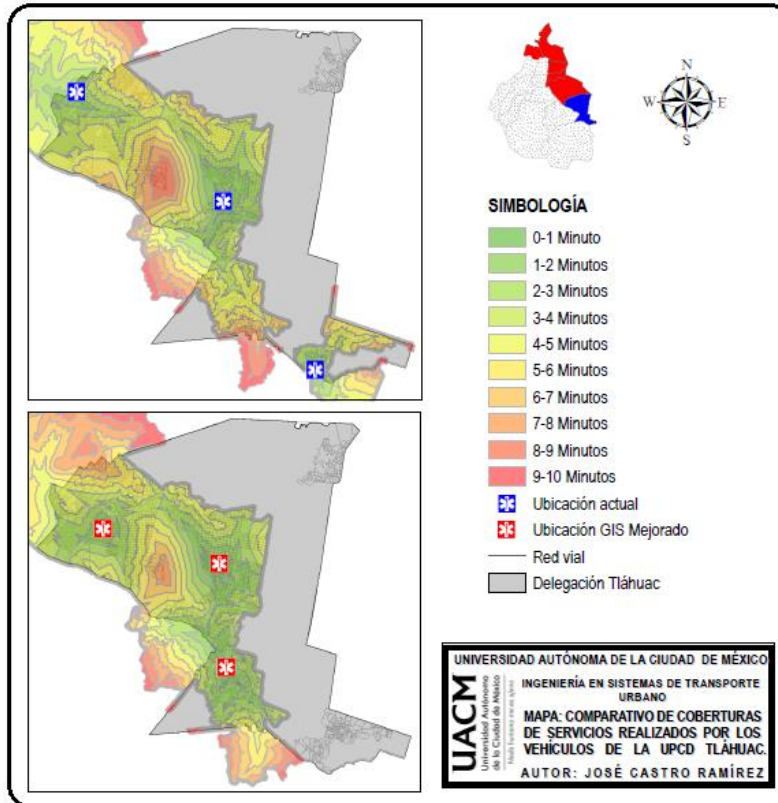 N
W
E
S
SIMBOLOGÍA
0-1 Minuto
1-2 Minutos
2-3 Minutos
3-4 Minutos
4-5 Minutos
5-6 Minutos
6-7 Minutos
7-8 Minutos
8-9 Minutos
9-10 Minutos
Ubicación actual
Ubicación GIS Mejorado
Red vial
Delegación Tláhuac
UNIVERSIDAD AUTÓNOMA DE LA CIUDAD DE MÉXICO
UACM
Universidad Autónoma
de la Ciudad de México
INGENIERÍA EN SISTEMAS DE TRANSPORTE
URBANO
MAPA: COMPARATIVO DE COBERTURAS
DE SERVICIOS REALIZADOS POR LOS
VEHÍCULOS DE LA UPCD TLÁHUAC.
AUTOR: JOSÉ CASTRO RAMÍREZ